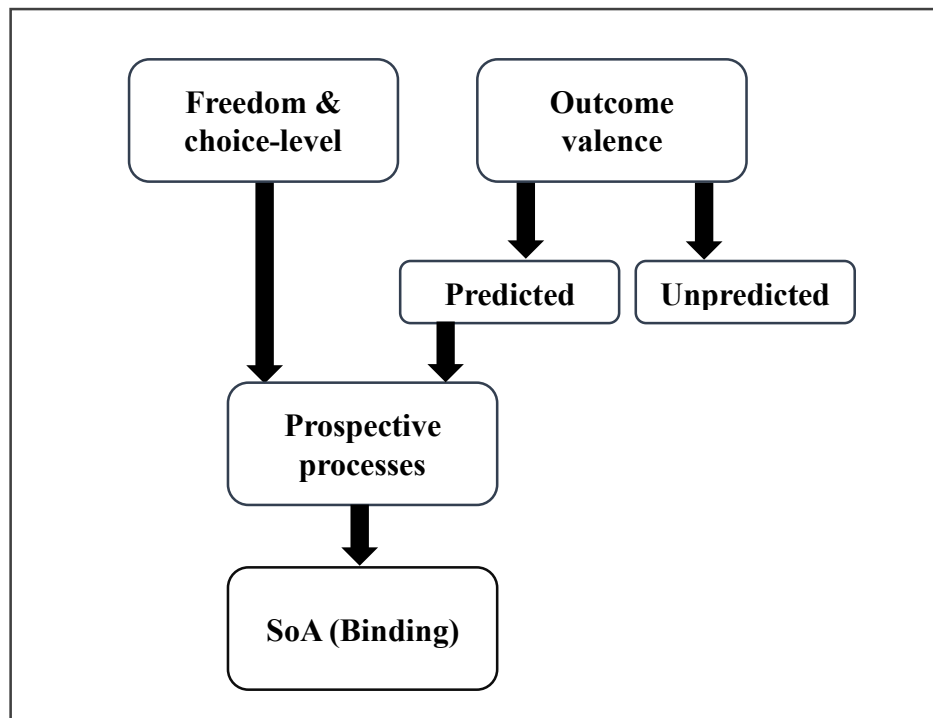 Freedom &
choice-level
Outcome
valence
Predicted
Unpredicted
Prospective
processes
SoA (Binding)